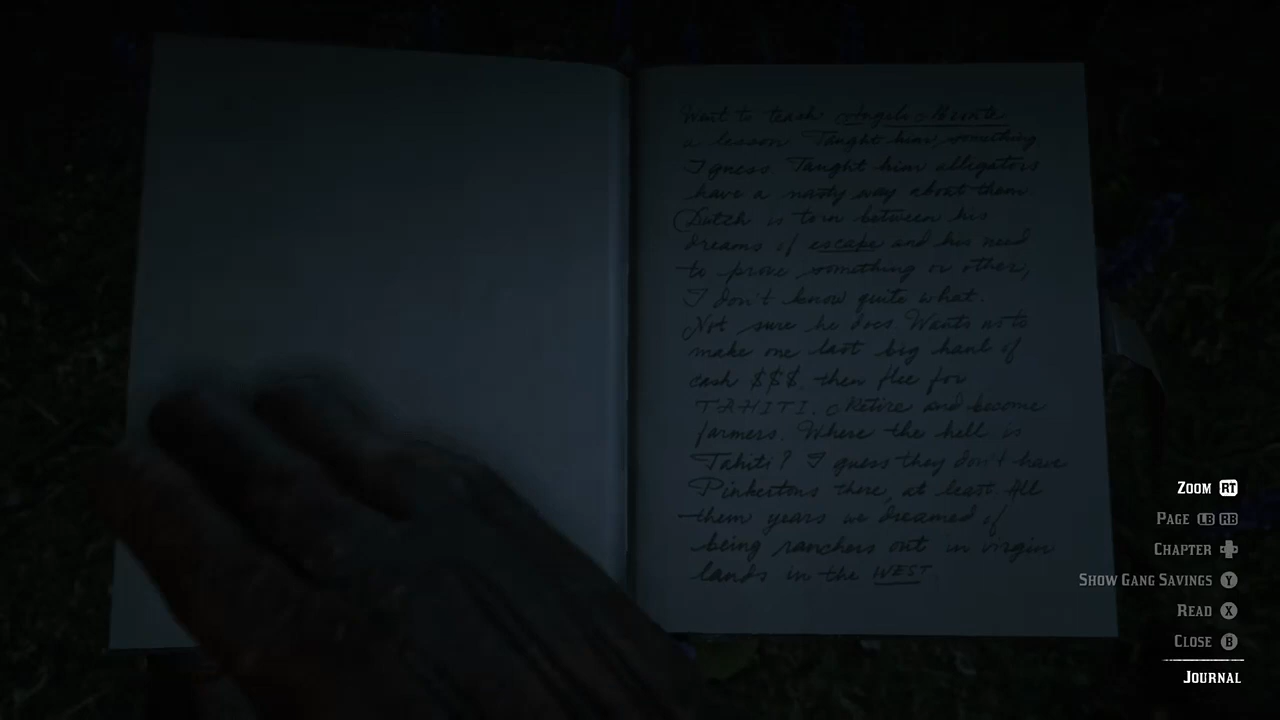 Went to teach Angelo Bronte
a lesson. Taught him something
I guess. Taught him alligators
have a nasty way about them.
Dutch is torn between his
dreams of escape and his need
to prove something or other,
I don't know quite what.
Not sure he does. Wants us to
make one last big haul of
cash $$$, then flee for
TAHITI. Retire and become
farmers. Where the hell is
Tahiti? I guess they don't have
Pinkertons there, at least. All
them years we dreamed of
being ranchers out in virgin
lands in the WEST.
ZOOM RT
PAGE LB RB
CHAPTER
SHOW GANG SAVINGS Y
READ X
CLOSE B
JOURNAL